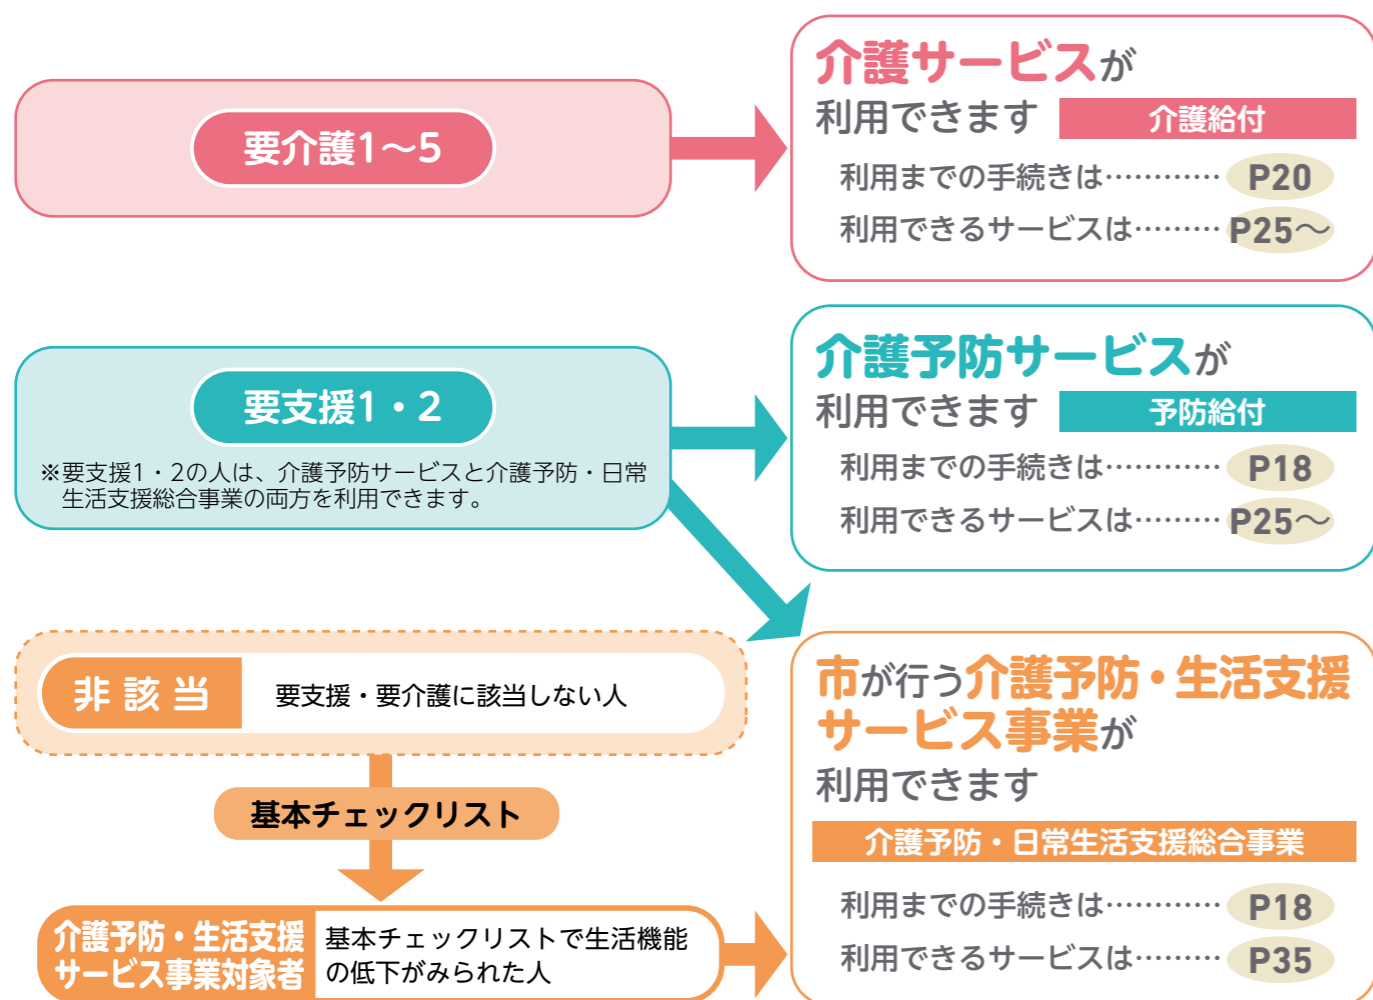 要介護1〜5
介護サービスが
利用できます 介護給付
利用までの手続きは………… P20
利用できるサービスは……… P25〜
要支援1・2
※要支援1・2の人は、介護予防サービスと介護予防・日常
生活支援総合事業の両方を利用できます。
介護予防サービスが
利用できます 予防給付
利用までの手続きは………… P18
利用できるサービスは……… P25〜
非該当 要支援・要介護に該当しない人
基本チェックリスト
介護予防・生活支援
サービス事業対象者
基本チェックリストで生活機能
の低下がみられた人
市が行う介護予防・生活支援
サービス事業が
利用できます
介護予防・日常生活支援総合事業
利用までの手続きは………… P18
利用できるサービスは……… P35